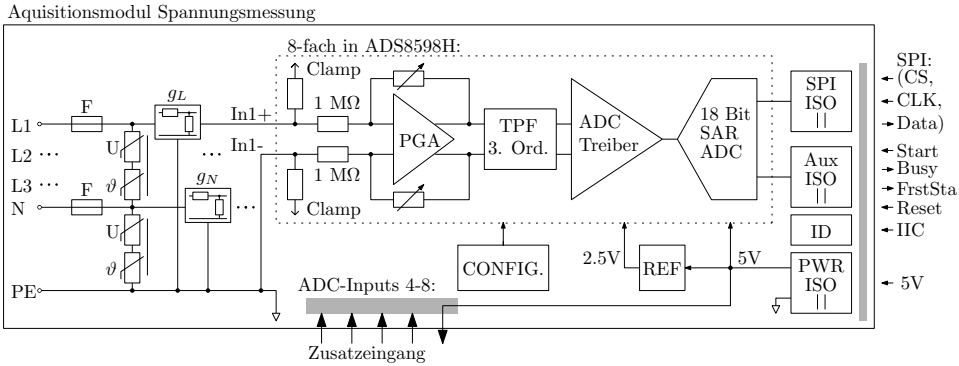 Aquisitionsmodul Spannungsmessung
8-fach in ADS8598H:
SPI:
(CS,
CLK,
Data)
Start
Busy
FrstSta
Reset
IIC
5V
L1
L2 ···
L3 ···
N
PE
F
F
U
ϑ
U
ϑ
g_L
g_N
···
···
In1+
In1-
Clamp
1 MΩ
1 MΩ
Clamp
PGA
TPF
3. Ord.
ADC
Treiber
18 Bit
SAR
ADC
SPI
ISO
Aux
ISO
ID
PWR
ISO
CONFIG.
2.5V
REF
5V
ADC-Inputs 4-8:
Zusatzeingang